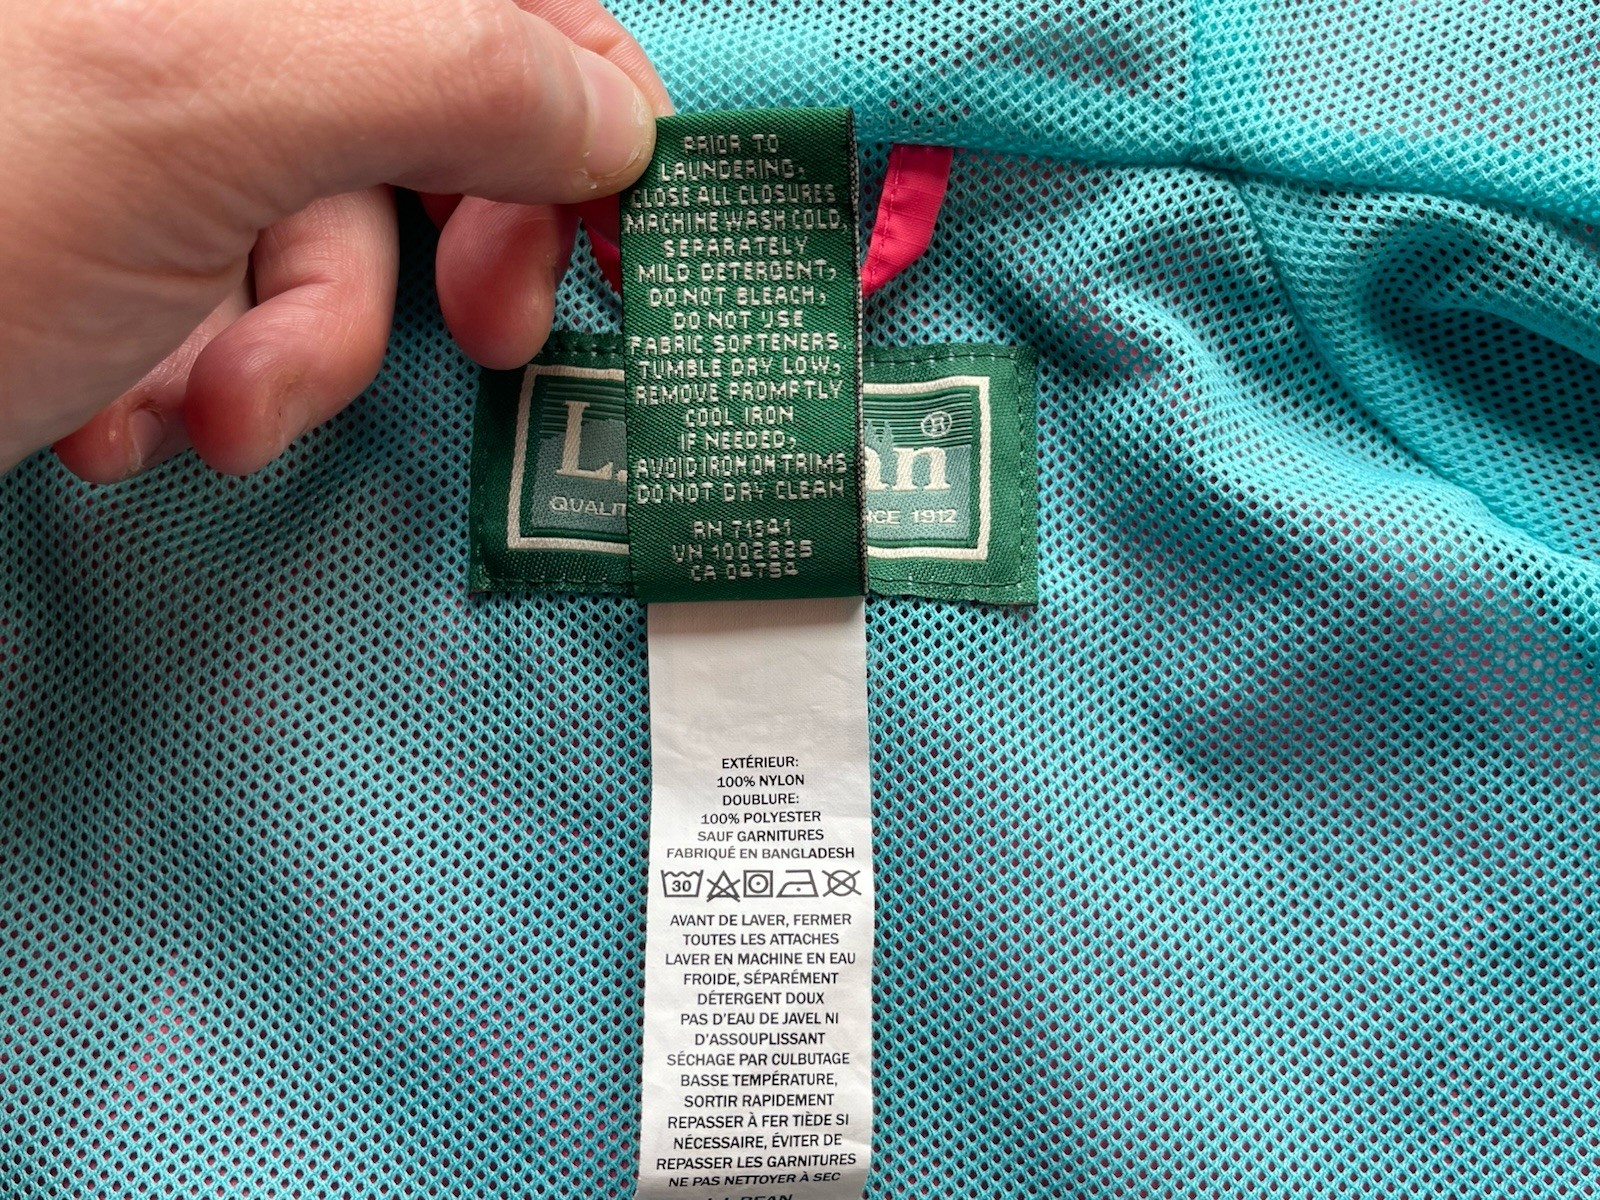 PRIOR TO
LAUNDERING,
CLOSE ALL CLOSURES
MACHINE WASH COLD,
SEPARATELY
MILD DETERGENT,
DO NOT BLEACH,
DO NOT USE
FABRIC SOFTENERS
TUMBLE DRY LOW,
REMOVE PROMPTLY
COOL IRON
IF NEEDED,
AVOID IRON ON TRIMS
DO NOT DRY CLEAN
RN 71341
VN 1002625
CA 04754
L. an ®
QUALIT NCE 1912
EXTÉRIEUR:
100% NYLON
DOUBLURE:
100% POLYESTER
SAUF GARNITURES
FABRIQUÉ EN BANGLADESH
30
AVANT DE LAVER, FERMER
TOUTES LES ATTACHES
LAVER EN MACHINE EN EAU
FROIDE, SÉPARÉMENT
DÉTERGENT DOUX
PAS D'EAU DE JAVEL NI
D'ASSOUPLISSANT
SÉCHAGE PAR CULBUTAGE
BASSE TEMPÉRATURE,
SORTIR RAPIDEMENT
REPASSER À FER TIÈDE SI
NÉCESSAIRE, ÉVITER DE
REPASSER LES GARNITURES
NE PAS NETTOYER À SEC